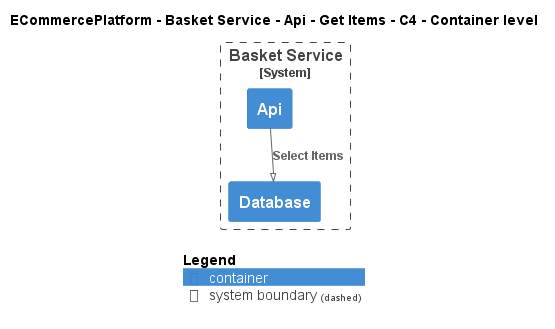 ECommercePlatform - Basket Service - Api - Get Items - C4 - Container level
Basket Service
[System]
Api
Select Items
Database
Legend
container
system boundary (dashed)